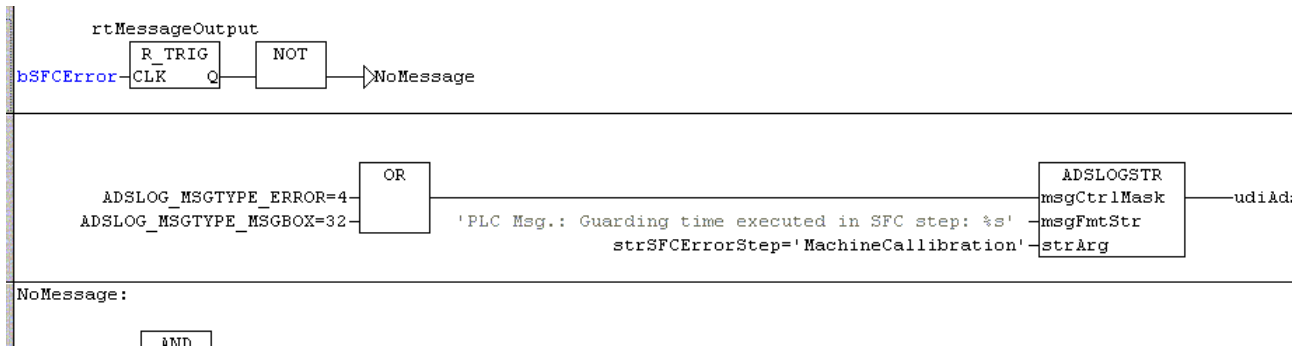 rtMessageOutput
R_TRIG NOT
bSFCError CLK Q NoMessage
OR ADSLOGSTR
ADSLOG_MSGTYPE_ERROR=4 msgCtrlMask
ADSLOG_MSGTYPE_MSGBOX=32 'PLC Msg.: Guarding time executed in SFC step: %s' msgFmtStr
strSFCErrorStep='MachineCallibration' strArg
NoMessage:
AND